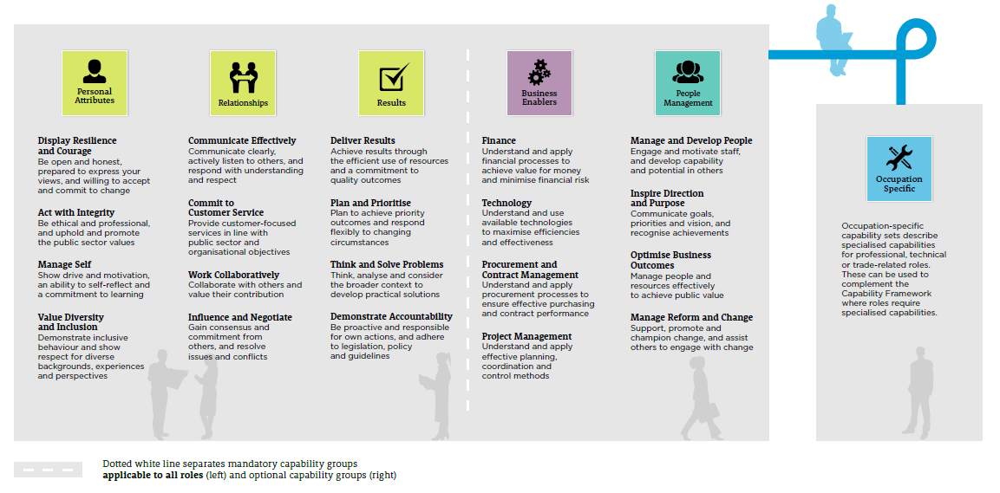 Personal
Attributes
Display Resilience
and Courage
Be open and honest,
prepared to express your
views, and willing to accept
and commit to change
Act with Integrity
Be ethical and professional,
and uphold and promote
the public sector values
Manage Self
Show drive and motivation,
an ability to self-reflect and
a commitment to learning
Value Diversity
and Inclusion
Demonstrate inclusive
behaviour and show
respect for diverse
backgrounds, experiences
and perspectives
Relationships
Communicate Effectively
Communicate clearly,
actively listen to others, and
respond with understanding
and respect
Commit to
Customer Service
Provide customer-focused
services in line with
public sector and
organisational objectives
Work Collaboratively
Collaborate with others and
value their contribution
Influence and Negotiate
Gain consensus and
commitment from
others, and resolve
issues and conflicts
Results
Deliver Results
Achieve results through
the efficient use of resources
and a commitment to
quality outcomes
Plan and Prioritise
Plan to achieve priority
outcomes and respond
flexibly to changing
circumstances
Think and Solve Problems
Think, analyse and consider
the broader context to
develop practical solutions
Demonstrate Accountability
Be proactive and responsible
for own actions, and adhere
to legislation, policy
and guidelines
Business
Enablers
Finance
Understand and apply
financial processes to
achieve value for money
and minimise financial risk
Technology
Understand and use
available technologies
to maximise efficiencies
and effectiveness
Procurement and
Contract Management
Understand and apply
procurement processes to
ensure effective purchasing
and contract performance
Project Management
Understand and apply
effective planning,
coordination and
control methods
People
Management
Manage and Develop People
Engage and motivate staff,
and develop capability
and potential in others
Inspire Direction
and Purpose
Communicate goals,
priorities and vision, and
recognise achievements
Optimise Business
Outcomes
Manage people and
resources effectively
to achieve public value
Manage Reform and Change
Support, promote and
champion change, and assist
others to engage with change
Occupation
Specific
Occupation-specific
capability sets describe
specialised capabilities
for professional, technical
or trade-related roles.
These can be used to
complement the
Capability Framework
where roles require
specialised capabilities.
Dotted white line separates mandatory capability groups
applicable to all roles (left) and optional capability groups (right)